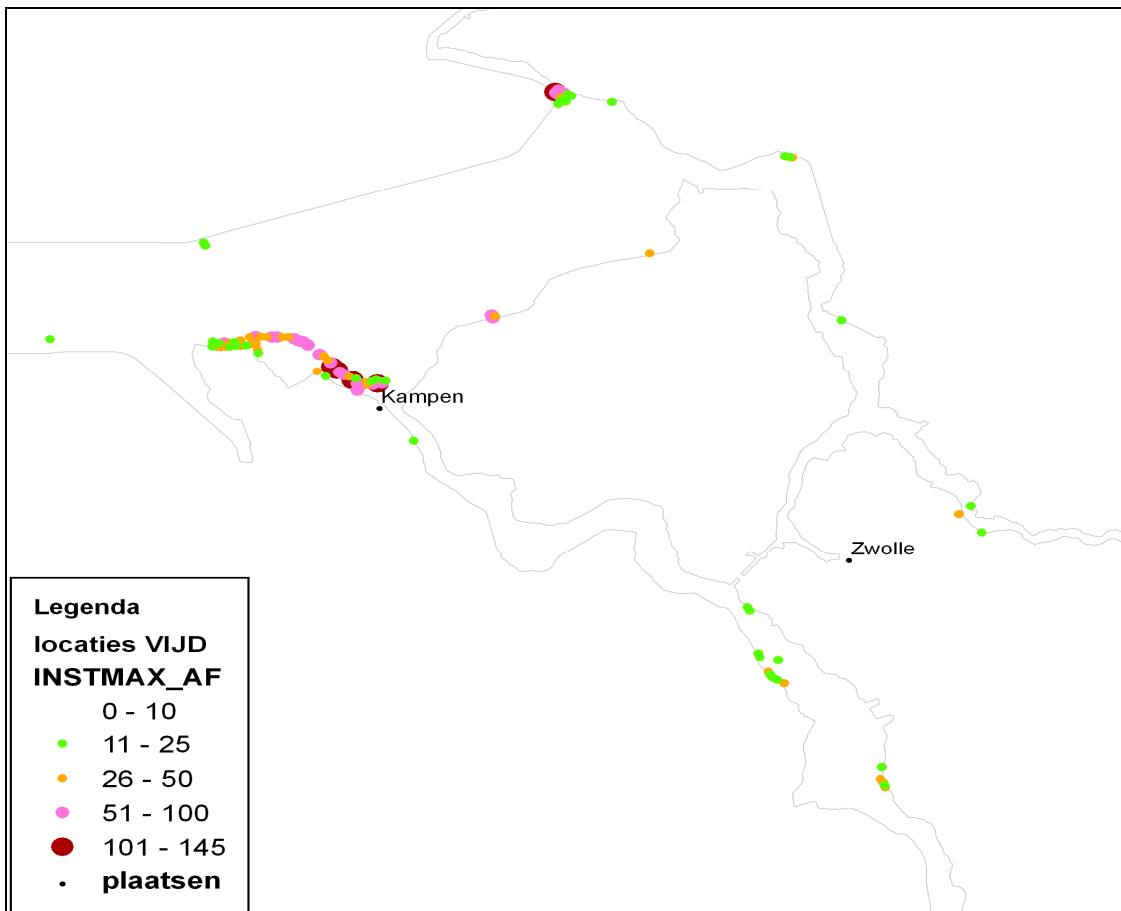 Kampen
Zwolle
Legenda
locaties VIJD
INSTMAX_AF
0 - 10
11 - 25
26 - 50
51 - 100
101 - 145
plaatsen